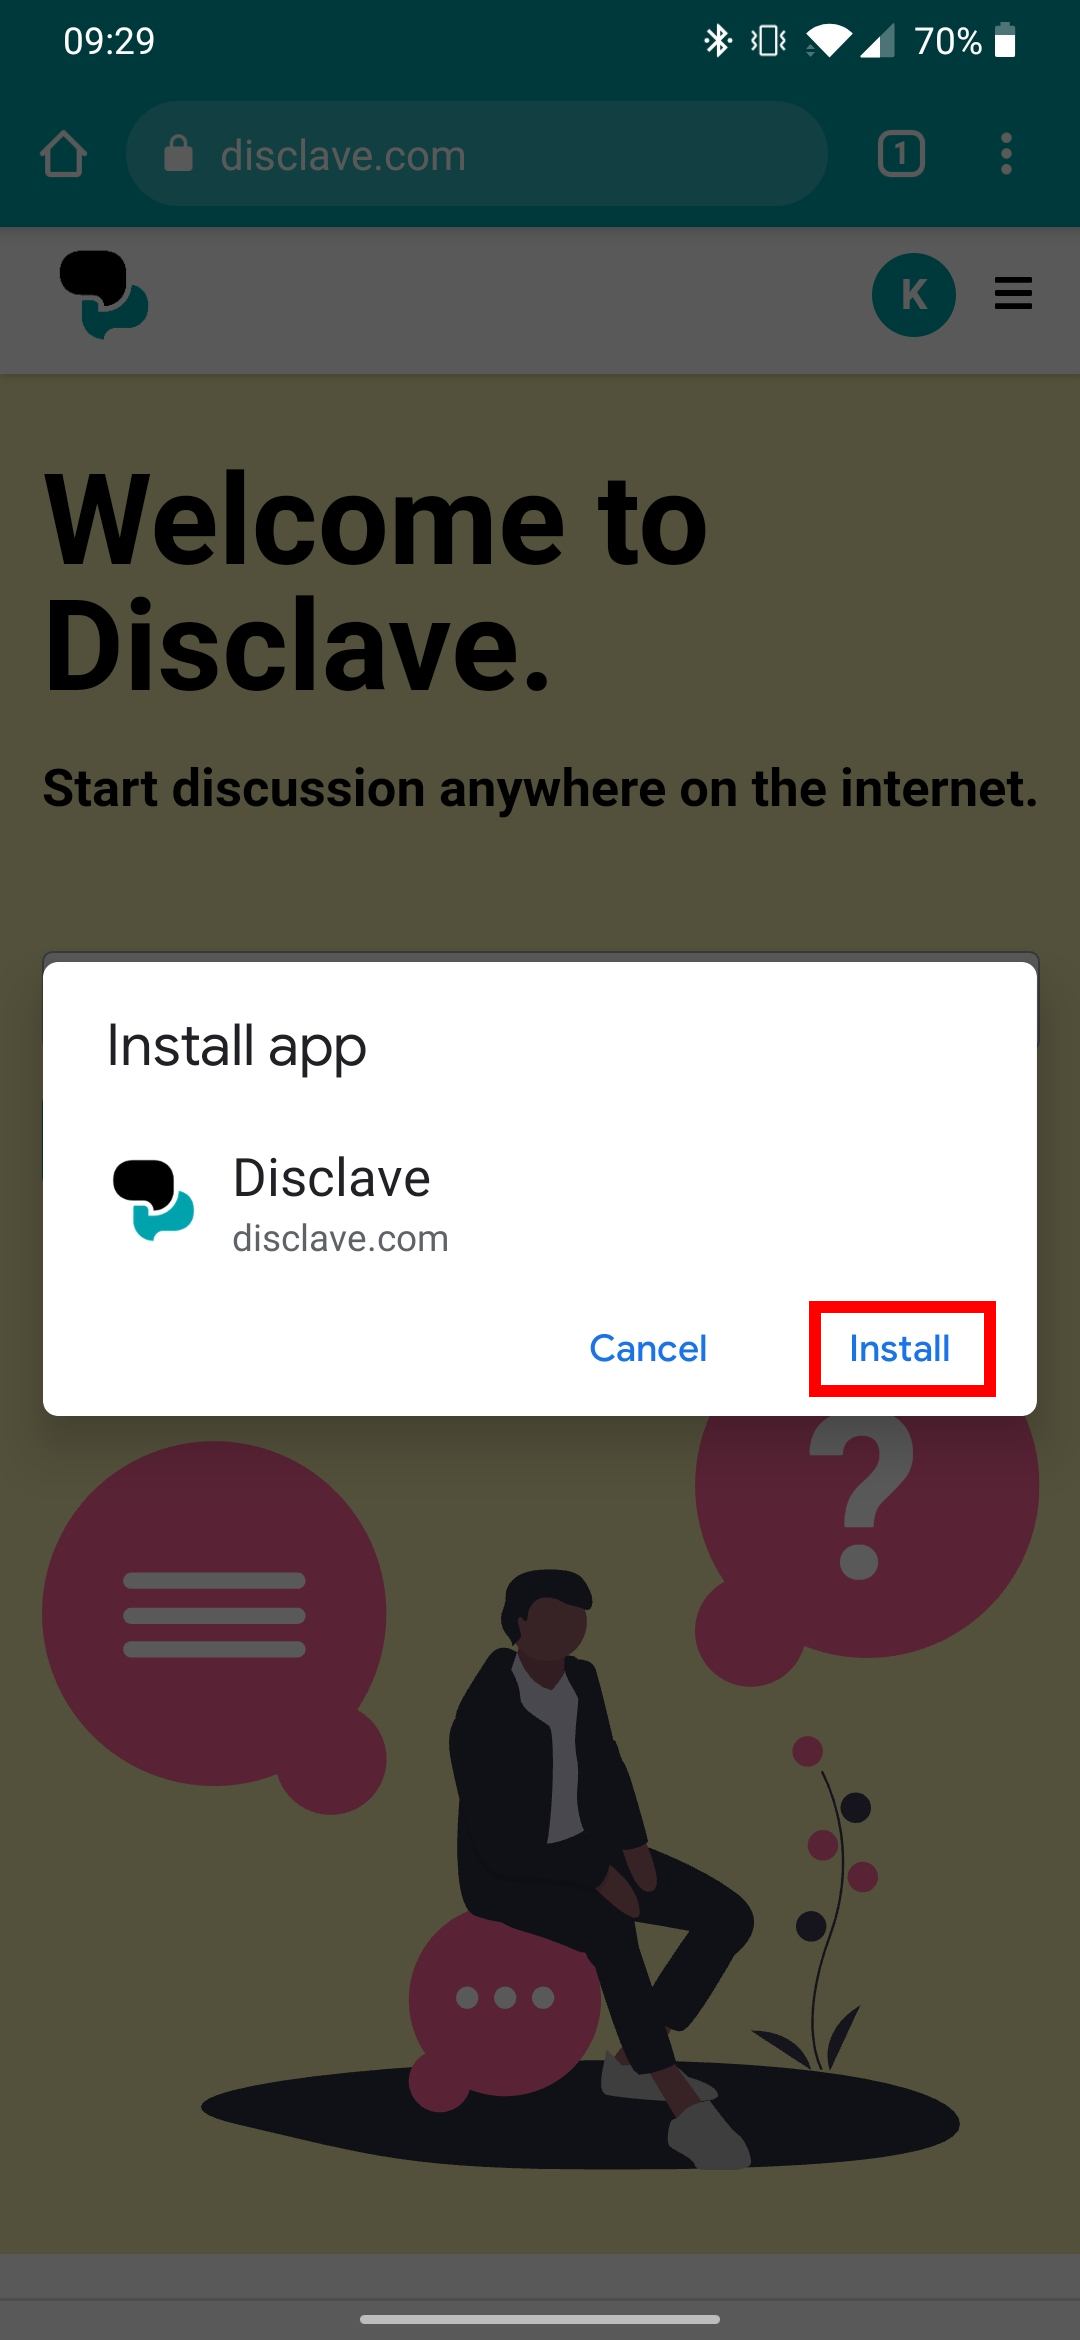 09:29
70%
disclave.com
1
K
Welcome to
Disclave.
Start discussion anywhere on the internet.
Install app
Disclave
disclave.com
Cancel
Install
?